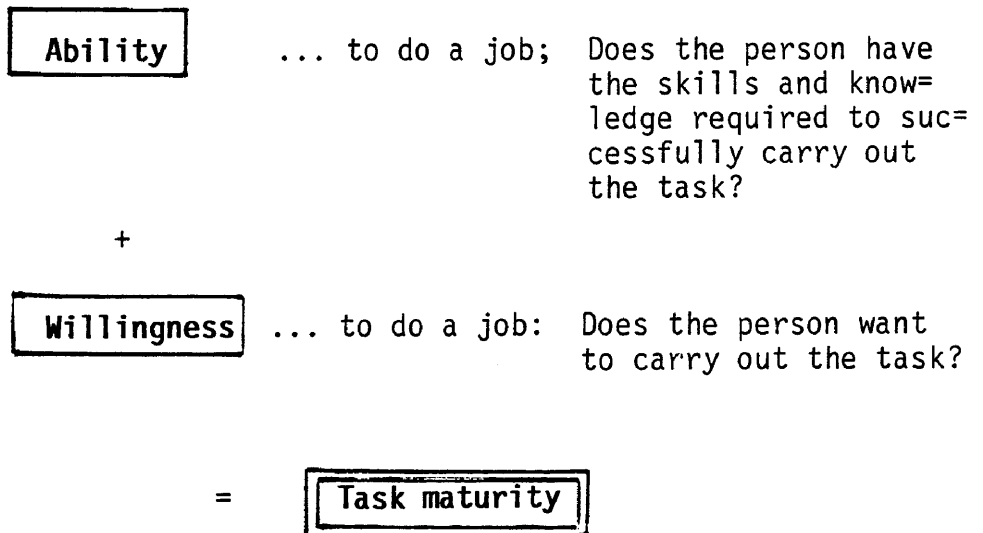 Ability ... to do a job; Does the person have
the skills and know=
ledge required to suc=
cessfully carry out
the task?
+
Willingness ... to do a job: Does the person want
to carry out the task?
= Task maturity